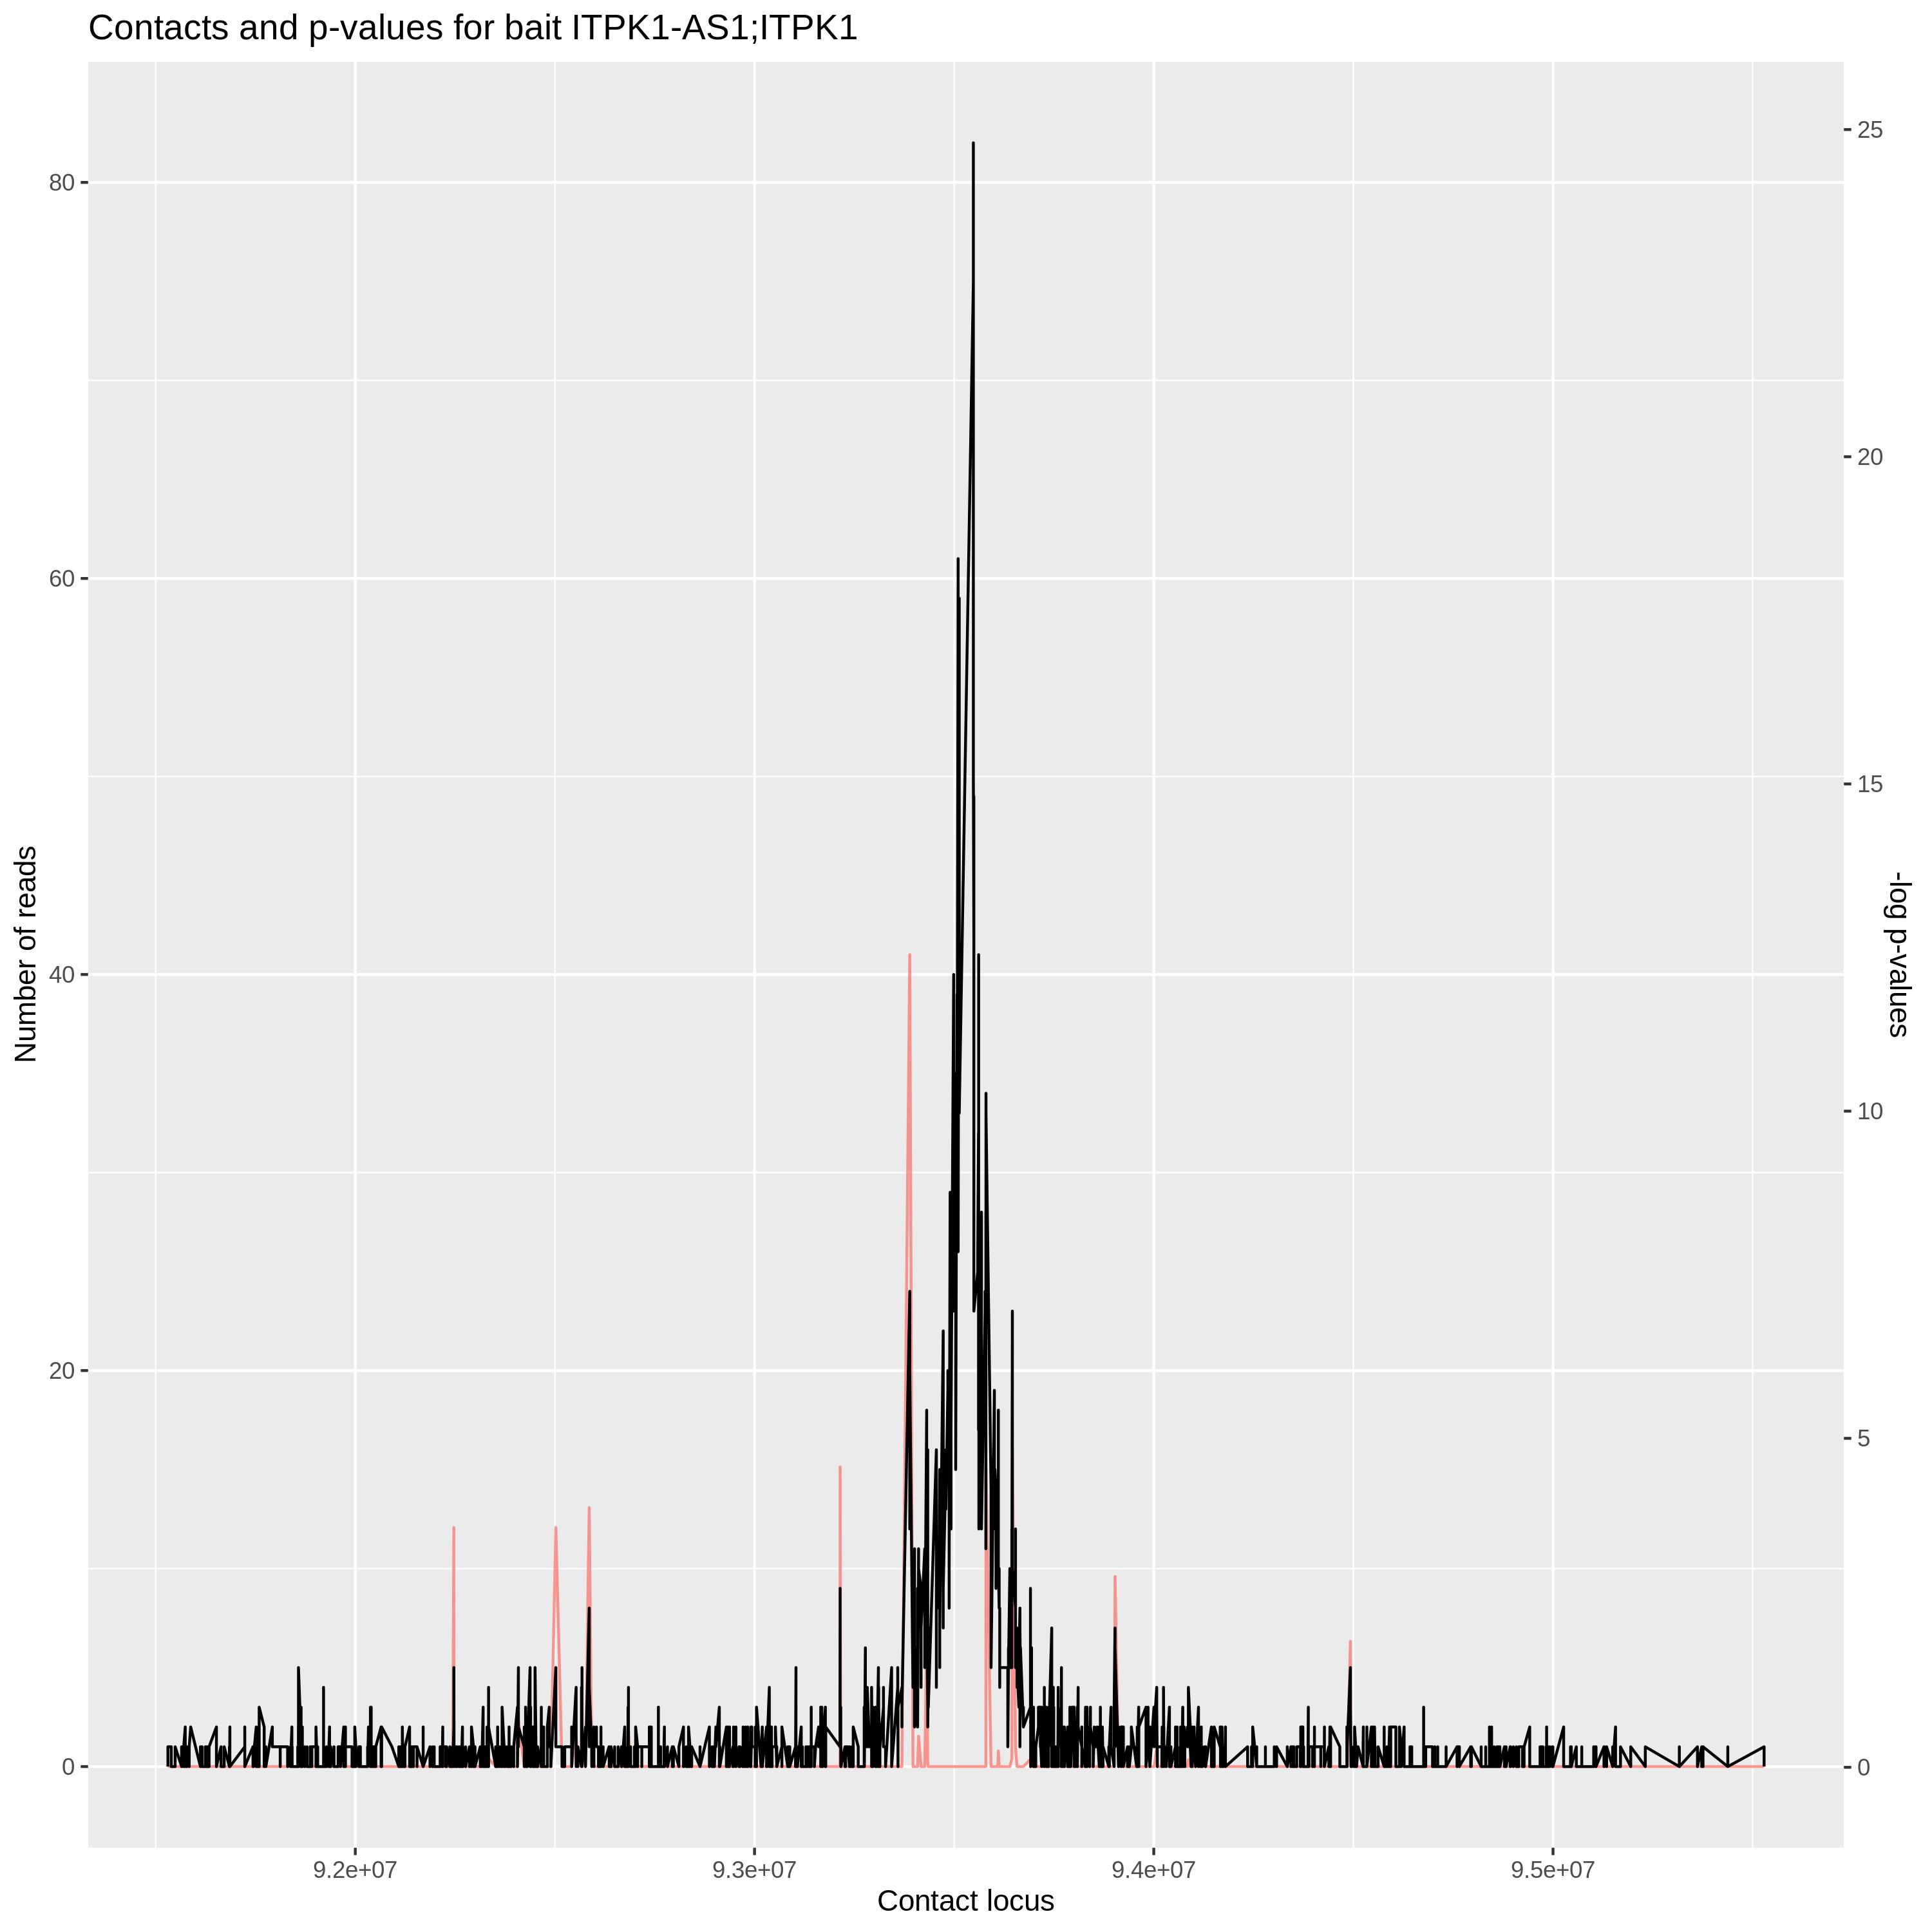 Contacts and p-values for bait ITPK1-AS1;ITPK1
80
60
40
20
0
25
20
15
10
5
0
Number of reads
-log p-values
9.2e+07
9.3e+07
9.4e+07
9.5e+07
Contact locus